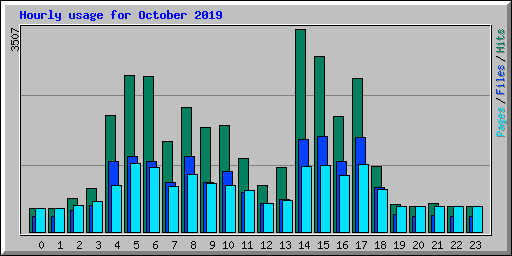 Hourly usage for October 2019
3507
Pages / Files / Hits
0 1 2 3 4 5 6 7 8 9 10 11 12 13 14 15 16 17 18 19 20 21 22 23